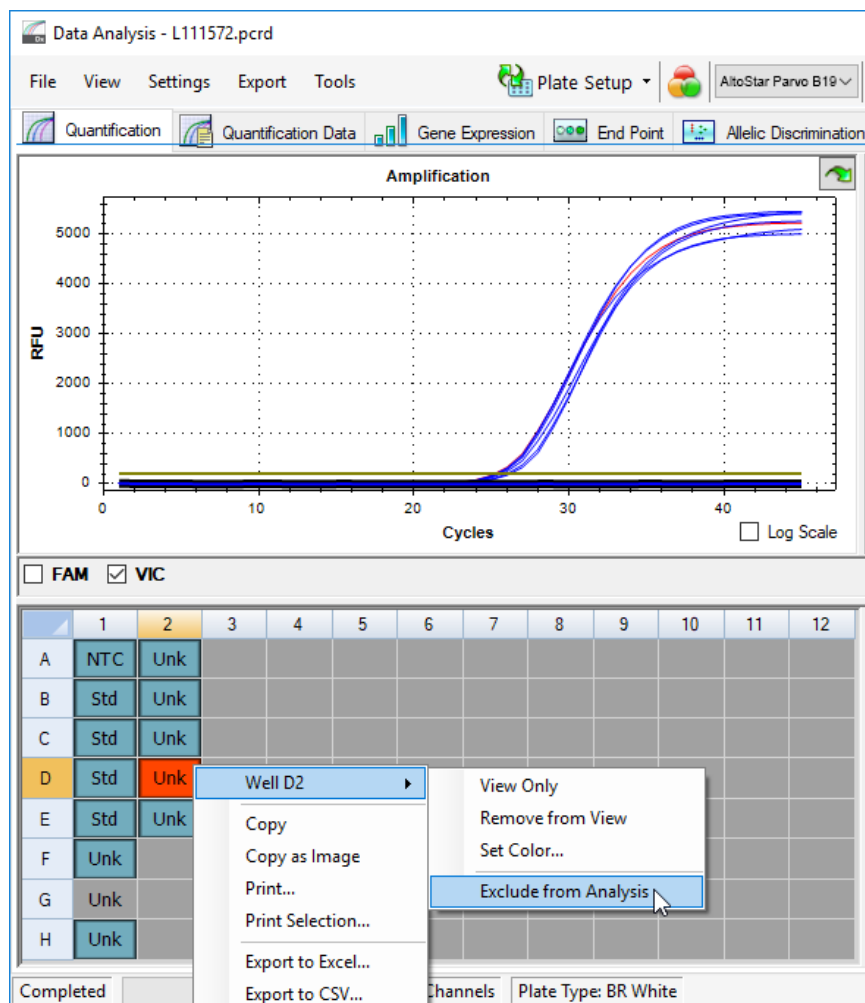 Data Analysis - L111572.pcrd
File View Settings Export Tools Plate Setup AltoStar Parvo B19
Quantification Quantification Data Gene Expression End Point Allelic Discrimination
Amplification
5000
4000
3000
2000
1000
0
RFU
0 10 20 30 40
Cycles
Log Scale
FAM VIC
1 2 3 4 5 6 7 8 9 10 11 12
A NTC Unk
B Std Unk
C Std Unk
D Std Unk
E Std Unk
F Unk
G Unk
H Unk
Well D2
Copy
Copy as Image
Print...
Print Selection...
Export to Excel...
Export to CSV...
View Only
Remove from View
Set Color...
Exclude from Analysis
Completed Channels Plate Type: BR White